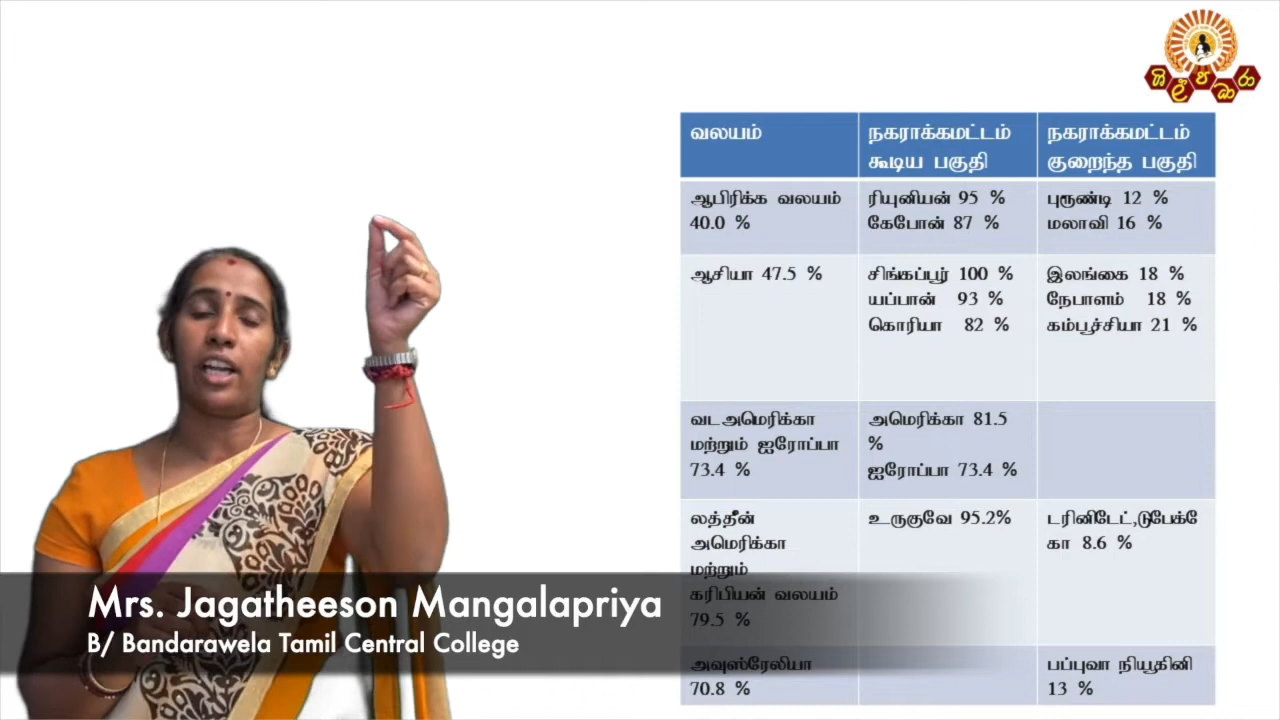 ශිල්ප ධාරා
வலயம்
நகராக்கமட்டம்
கூடிய பகுதி
நகராக்கமட்டம்
குறைந்த பகுதி
ஆபிரிக்க வலயம்
40.0 %
ரியுனியன் 95 %
கேபோன் 87 %
புரூண்டி 12 %
மலாவி 16 %
ஆசியா 47.5 %
சிங்கப்பூர் 100 %
யப்பான் 93 %
கொரியா 82 %
இலங்கை 18 %
நேபாளம் 18 %
கம்பூச்சியா 21 %
வடஅமெரிக்கா
மற்றும் ஐரோப்பா
73.4 %
அமெரிக்கா 81.5
%
ஐரோப்பா 73.4 %
லத்தீன்
அமெரிக்கா
மற்றும்
கரிபியன் வலயம்
79.5 %
உருகுவே 95.2%
டரினிடேட்,டுபேக்கே
கா 8.6 %
அவுஸ்ரேலியா
70.8 %
பப்புவா நியூகினி
13 %
Mrs. Jagatheeson Mangalapriya
B/ Bandarawela Tamil Central College